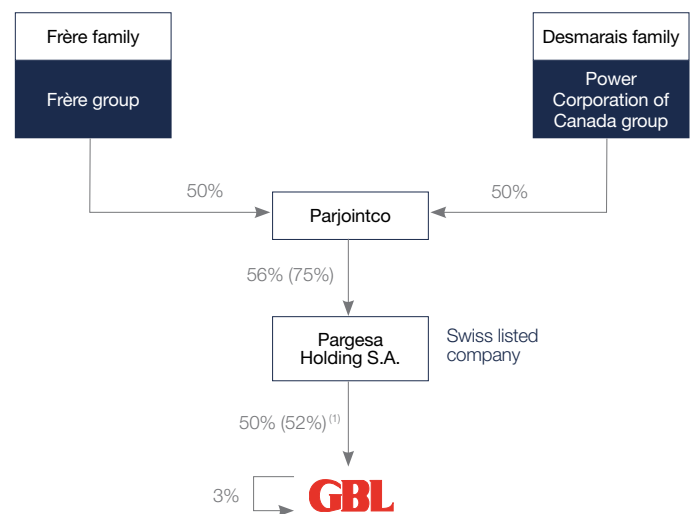 Frère family
Frère group
Desmarais family
Power
Corporation of
Canada group
50%
50%
Parjointco
56% (75%)
Pargesa
Holding S.A.
Swiss listed
company
50% (52%)(1)
3%
GBL